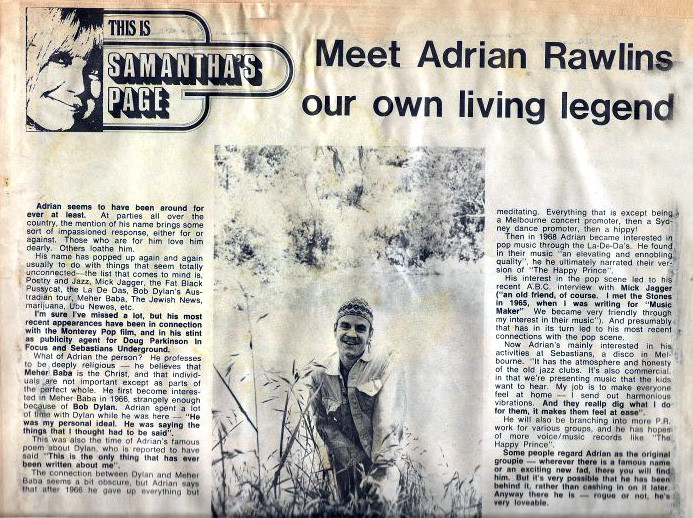 THIS IS
SAMANTHA'S
PAGE
Meet Adrian Rawlins
our own living legend
Adrian seems to have been around for
ever at least. At parties all over the
country, the mention of his name brings some
sort of impassioned response, either for or
against. Those who are for him love him
dearly. Others loathe him.
His name has popped up again and again
usually to do with things that seem totally
unconnected—the list that comes to mind is,
Poetry and Jazz, Mick Jagger, the Fat Black
Pussycat, the La De Das, Bob Dylan's Aus-
tradian tour, Meher Baba, The Jewish News,
marijuana, Ubu Newes, etc.
I'm sure I've missed a lot, but his most
recent appearances have been in connection
with the Monterey Pop film, and in his stint
as publicity agent for Doug Parkinson In
Focus and Sebastians Underground.
What of Adrian the person? He professes
to be deeply religious — he believes that
Meher Baba is the Christ, and that individ-
uals are not important except as parts of
the perfect whole. He first become interes-
ted in Meher Baba in 1966, strangely enough
because of Bob Dylan. Adrian spent a lot
of time with Dylan while he was here — "He
was my personal ideal. He was saying the
things that I thought had to be said".
This was also the time of Adrian's famous
poem about Dylan, who is reported to have
said "This is the only thing that has ever
been written about me".
The connection between Dylan and Meher
Baba seems a bit obscure, but Adrian says
that after 1966 he gave up everything but
meditating. Everything that is except being
a Melbourne concert promoter, then a Syd-
ney dance promoter, then a hippy!
Then in 1968 Adrian became interested in
pop music through the La-De-Da's. He found
in their music "an elevating and ennobling
quality", he he ultimately narrated their ver-
sion of "The Happy Prince".
His interest in the pop scene led to his
recent A.B.C. interview with Mick Jagger
("an old friend, of course. I met the Stones
in 1965, when I was writing for "Music
Maker" We became very friendly through
my interest in their music"). And presumably
that has in its turn led to his most recent
connections with the pop scene.
Now Adrian's mainly interested in his
activities at Sebastians, a disco in Mel-
bourne. "It has the atmosphere and honesty
of the old jazz clubs. It's also commercial
in that we're presenting music that the kids
want to hear. My job is to make everyone
feel at home — I send out harmonious
vibrations. And they really dig what I do
for them, it makes them feel at ease".
He will also be branching into more P.R.
work for various groups, and he has hopes
of more voice/music records like "The
Happy Prince".
Some people regard Adrian as the original
groupie — wherever there is a famous name
or an exciting new fad, there you will find
him. But it's very possible that he has been
behind it, rather than cashing in on it later.
Anyway there he is — rogue or not, he's
very loveable.